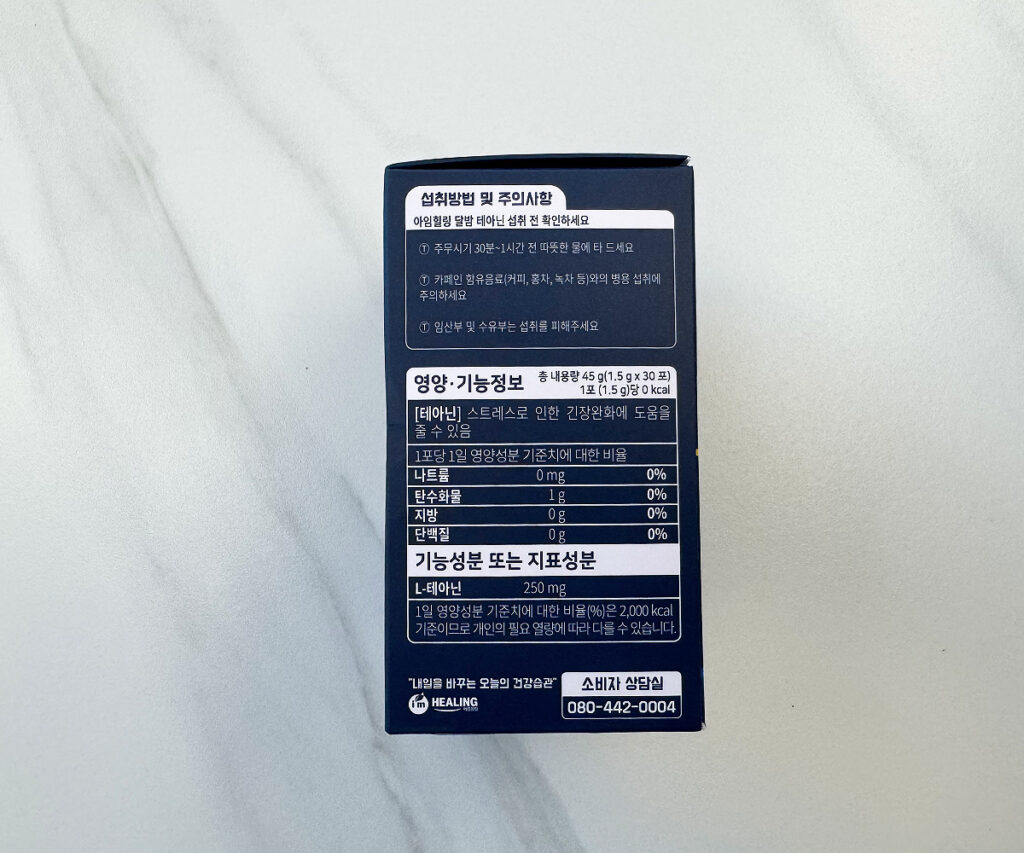 섭취방법 및 주의사항
아임힐링 달밤 테아닌 섭취 전 확인하세요
Ⓣ 주무시기 30분~1시간 전 따뜻한 물에 타 드세요
Ⓣ 카페인 함유음료(커피, 홍차, 녹차 등)와의 병용 섭취에
주의하세요
Ⓣ 임산부 및 수유부는 섭취를 피해주세요
영양·기능정보 총 내용량 45 g(1.5 g x 30 포)
1포 (1.5 g)당 0 kcal
[테아닌] 스트레스로 인한 긴장완화에 도움을
줄 수 있음
1포당 1일 영양성분 기준치에 대한 비율
나트륨 0 mg 0%
탄수화물 1 g 0%
지방 0 g 0%
단백질 0 g 0%
기능성분 또는 지표성분
L-테아닌 250 mg
1일 영양성분 기준치에 대한 비율(%)은 2,000 kcal
기준이므로 개인의 필요 열량에 따라 다를 수 있습니다.
"내일을 바꾸는 오늘의 건강습관"
i'm HEALING
소비자 상담실
080-442-0004